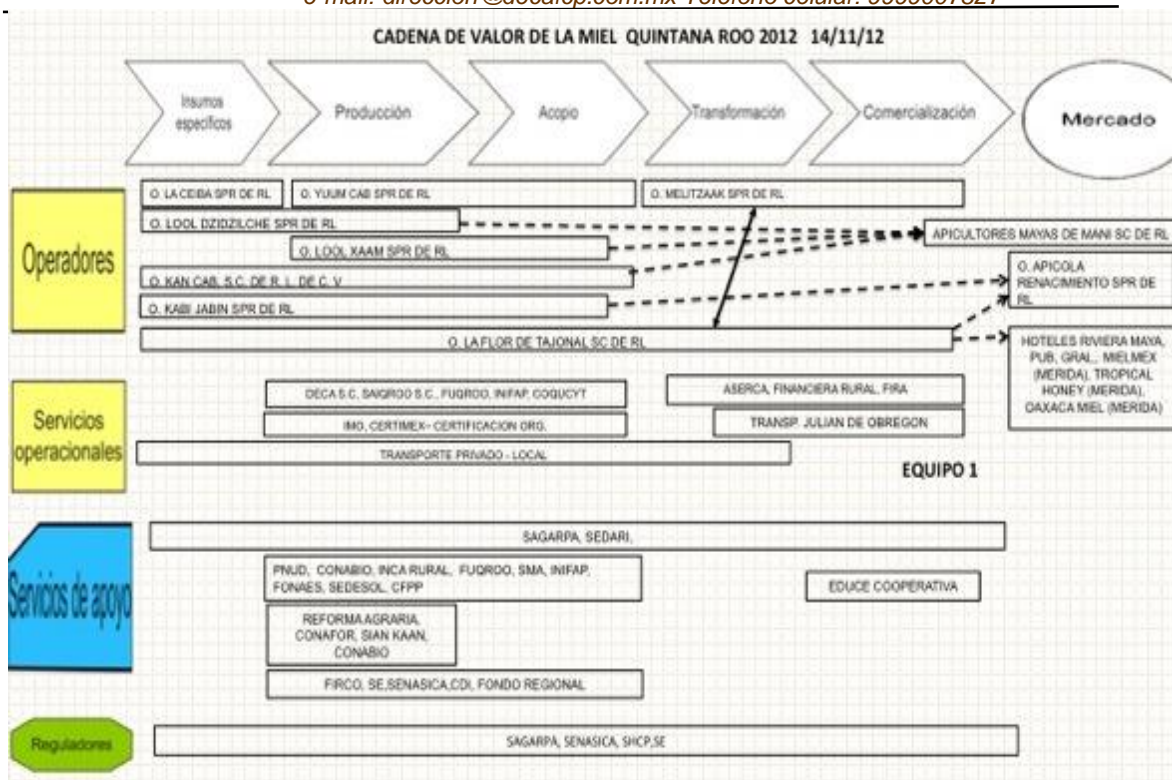 CADENA DE VALOR DE LA MIEL QUINTANA ROO 2012 14/11/12
Insumos
especificos
Producción
Acopio
Transformación
Comercialización
Mercado
Operadores
O. LA CEIBA SPR DE RL
O. YUUM CAB SPR DE RL
O. MELITZAAK SPR DE RL
O. LOOL DZIDZILCHE SPR DE RL
O. LOOL XAAM SPR DE RL
O. KAN CAB, S.C. DE R. L. DE C. V
O. KABI JABIN SPR DE RL
O. LA FLOR DE TAJONAL SC DE RL
APICULTORES MAYAS DE MANI SC DE RL
O. APICOLA
RENACIMIENTO SPR DE
RL
HOTELES RIVIERA MAYA,
PUB, GRAL, MIELMEX
(MERIDA), TROPICAL
HONEY (MERIDA),
OAXACA MIEL (MERIDA)
Servicios
operacionales
DECA S.C, SAIQROO S.C., FUQROO, INIFAP, COQUCYT
ASERCA, FINANCIERA RURAL, FIRA
IMO, CERTIMEX- CERTIFICACION ORG.
TRANSP. JULIAN DE OBREGON
TRANSPORTE PRIVADO - LOCAL
EQUIPO 1
Servicios de apoyo
SAGARPA, SEDARI,
PNUD, CONABIO, INCA RURAL, FUQROO, SMA, INIFAP,
FONAES, SEDESOL, CFPP
EDUCE COOPERATIVA
REFORMA AGRARIA,
CONAFOR, SIAN KAAN,
CONABIO
FIRCO, SE,SENASICA,CDI, FONDO REGIONAL
Reguladores
SAGARPA, SENASICA, SHCP,SE